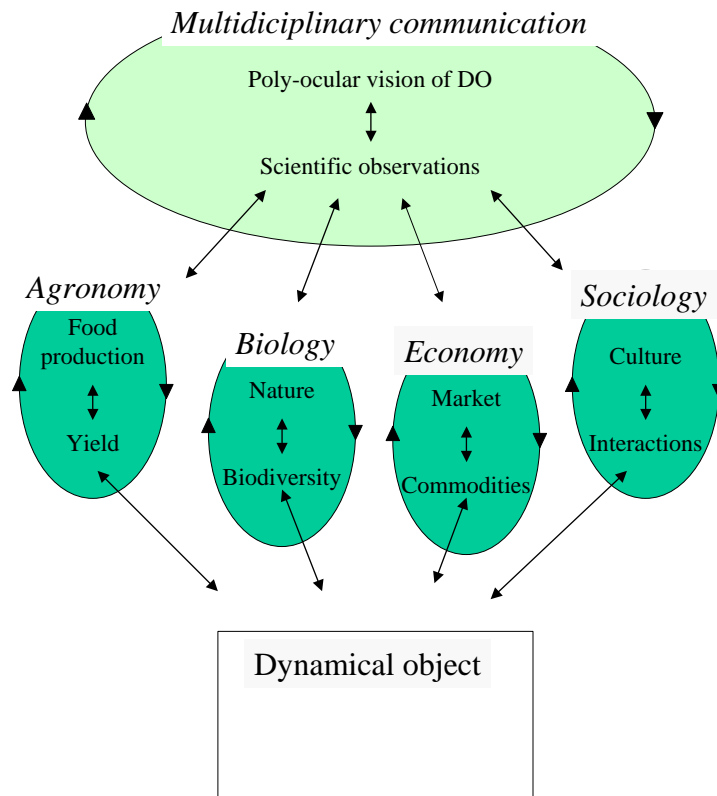 Multidiciplinary communication
Poly-ocular vision of DO
Scientific observations
Agronomy
Food
production
Yield
Biology
Nature
Biodiversity
Economy
Market
Commodities
Sociology
Culture
Interactions
Dynamical object